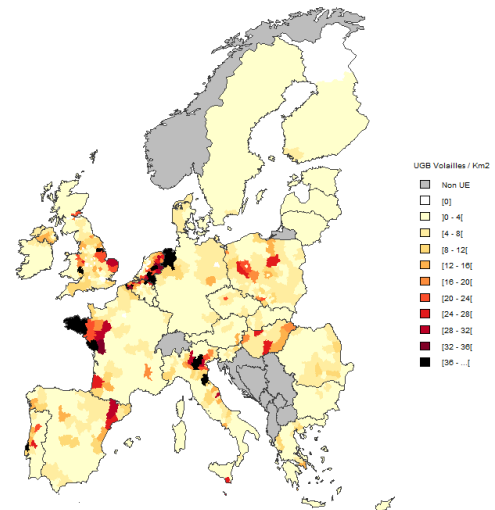 UGB Volailles / Km2
Non UE
[0]
]0 - 4[
[4 - 8[
[8 - 12[
[12 - 16[
[16 - 20[
[20 - 24[
[24 - 28[
[28 - 32[
[32 - 36[
[36 - ...[